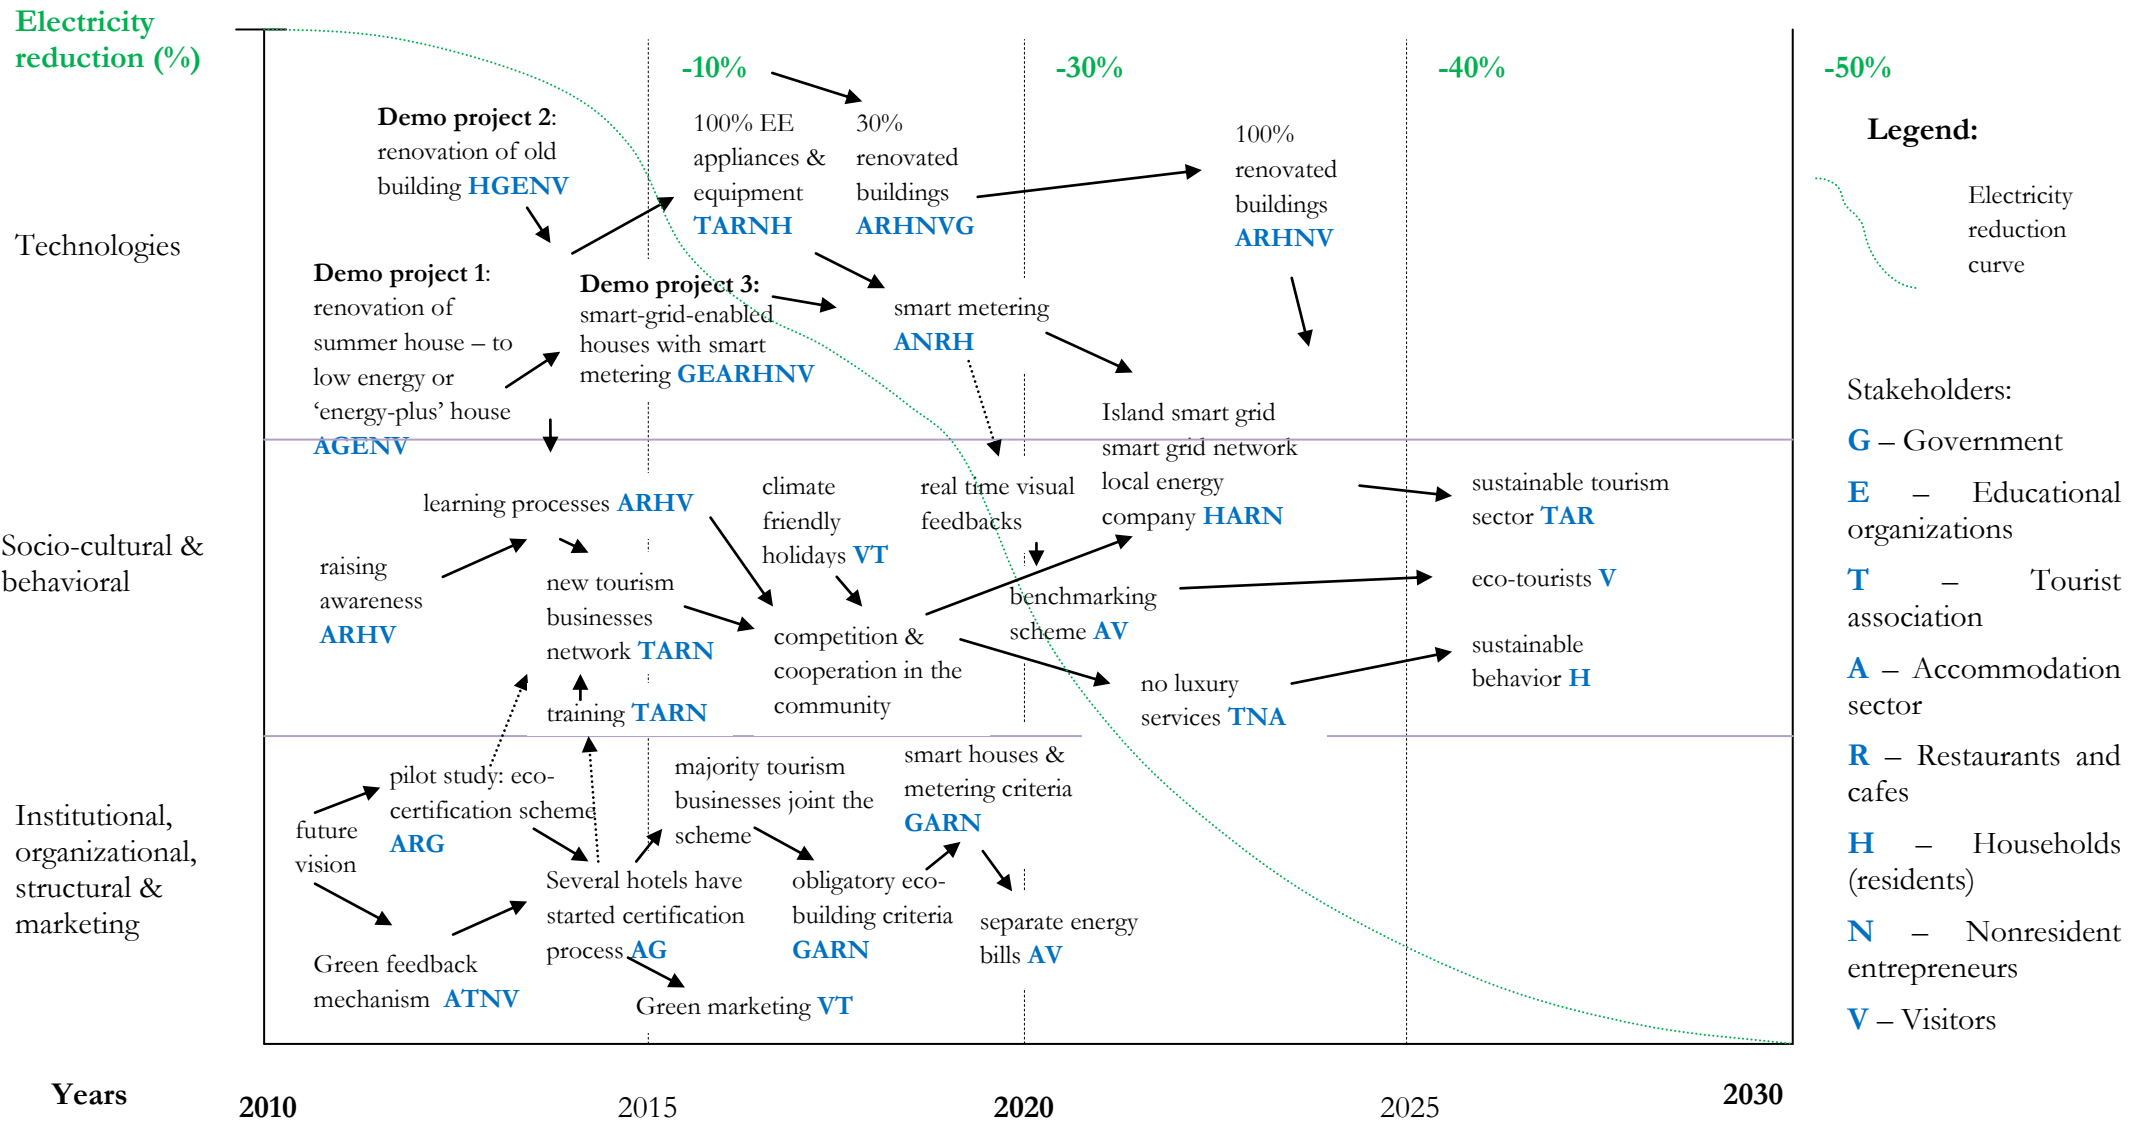 Electricity
reduction (%)
-10%
-30%
-40%
-50%
Technologies
Demo project 2:
renovation of old
building HGENV
Demo project 1:
renovation of
summer house – to
low energy or
‘energy-plus’ house
AGENV
100% EE
appliances &
equipment
TARNH
30%
renovated
buildings
ARHNVG
Demo project 3:
smart-grid-enabled
houses with smart
metering GEARHNV
smart metering
ANRH
100%
renovated
buildings
ARHNV
Island smart grid
smart grid network
local energy
company HARN
Socio-cultural &
behavioral
learning processes ARHV
raising
awareness
ARHV
new tourism
businesses
network TARN
training TARN
climate
friendly
holidays VT
competition &
cooperation in the
community
real time visual
feedbacks
benchmarking
scheme AV
no luxury
services TNA
sustainable tourism
sector TAR
eco-tourists V
sustainable
behavior H
Institutional,
organizational,
structural &
marketing
future
vision
pilot study: eco-
certification scheme
ARG
Green feedback
mechanism ATNV
Several hotels have
started certification
process AG
Green marketing VT
majority tourism
businesses joint the
scheme
obligatory eco-
building criteria
GARN
smart houses &
metering criteria
GARN
separate energy
bills AV
Years
2010
2015
2020
2025
2030
Legend:
Electricity
reduction
curve
Stakeholders:
G – Government
E – Educational
organizations
T – Tourist
association
A – Accommodation
sector
R – Restaurants and
cafes
H – Households
(residents)
N – Nonresident
entrepreneurs
V – Visitors